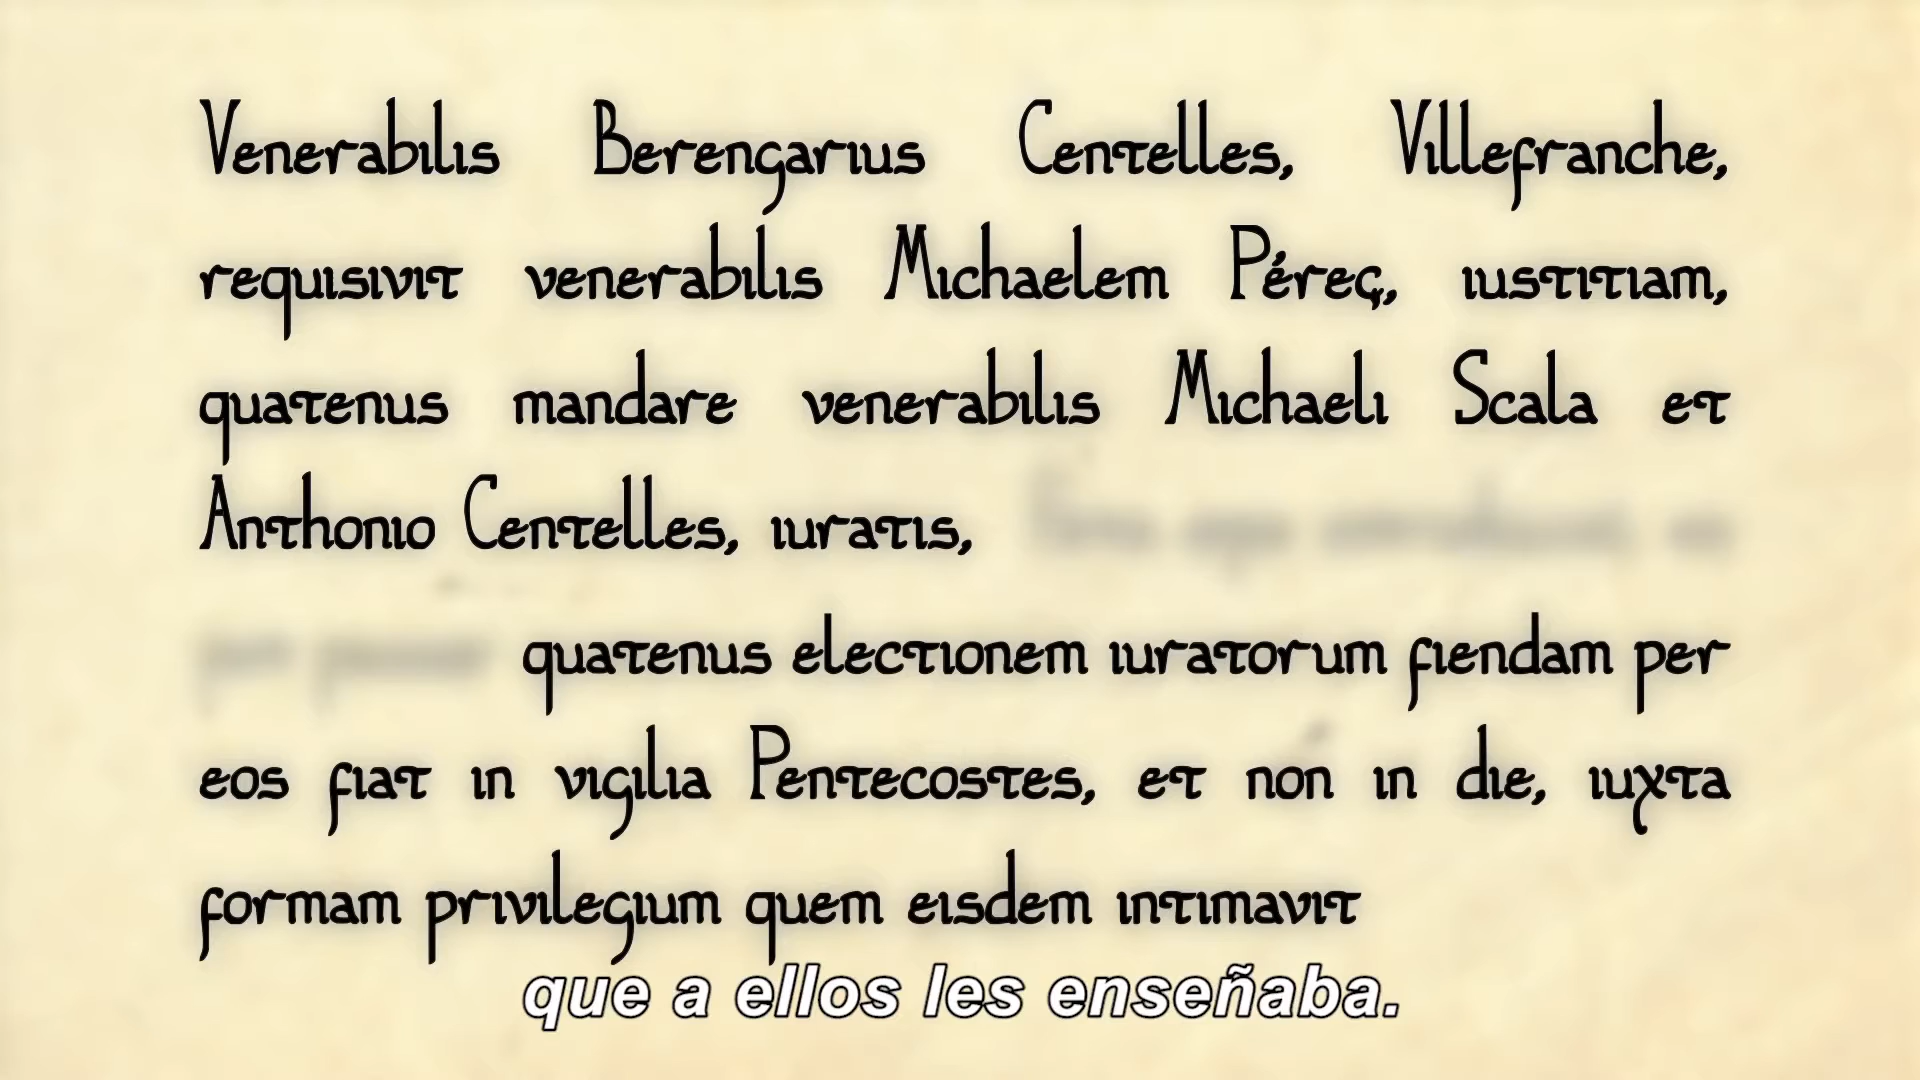 Venerabilis Berengarius Centelles, Villefranche,
requisivit venerabilis Michaelem Péreç, iustitiam,
quatenus mandare venerabilis Michaeli Scala et
Anthonio Centelles, iuratis,
quatenus electionem iuratorum fiendam per
eos fiat in vigilia Pentecostes, et non in die, iuxta
formam privilegium quem eisdem intimavit
que a ellos les enseñaba.